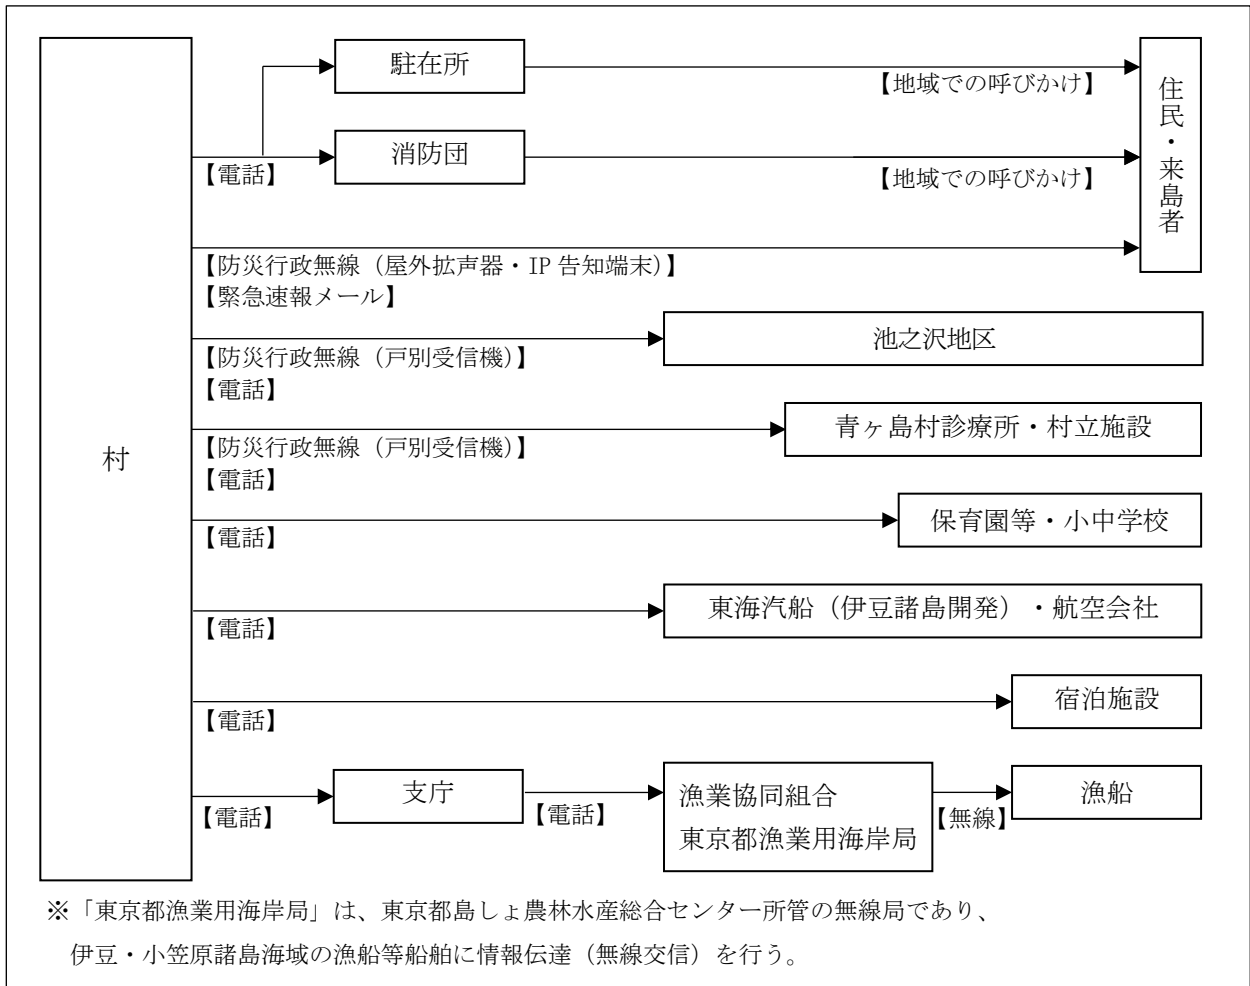 村
駐在所
【地域での呼びかけ】
消防団
【電話】
【地域での呼びかけ】
住民・来島者
【防災行政無線（屋外拡声器・IP 告知端末）】
【緊急速報メール】
池之沢地区
【防災行政無線（戸別受信機）】
【電話】
青ヶ島村診療所・村立施設
【防災行政無線（戸別受信機）】
【電話】
保育園等・小中学校
【電話】
東海汽船（伊豆諸島開発）・航空会社
【電話】
宿泊施設
【電話】
支庁
【電話】
【電話】
漁業協同組合
東京都漁業用海岸局
【無線】
漁船
※「東京都漁業用海岸局」は、東京都島しょ農林水産総合センター所管の無線局であり、
伊豆・小笠原諸島海域の漁船等船舶に情報伝達（無線交信）を行う。